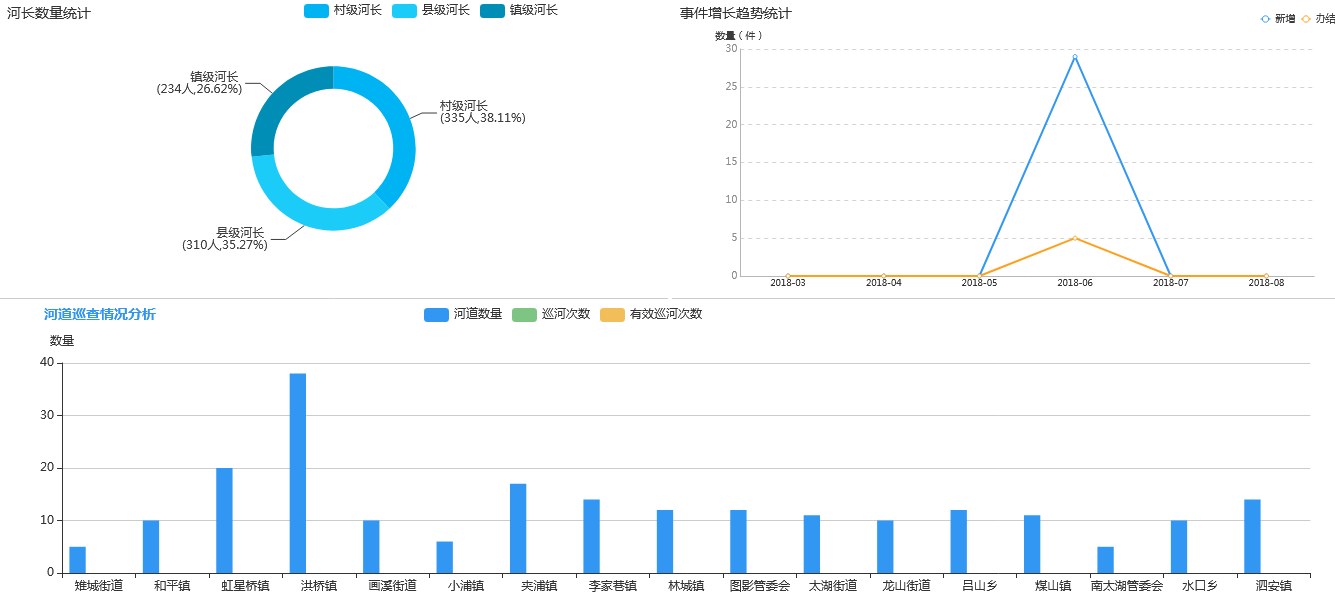 河长数量统计
村级河长 县级河长 镇级河长
镇级河长
(234人,26.62%)
村级河长
(335人,38.11%)
县级河长
(310人,35.27%)
事件增长趋势统计
新增 办结
数量（件）
30
25
20
15
10
5
0
2018-03 2018-04 2018-05 2018-06 2018-07 2018-08
河道巡查情况分析
河道数量 巡河次数 有效巡河次数
数量
40
30
20
10
0
雉城街道 和平镇 虹星桥镇 洪桥镇 画溪街道 小浦镇 夹浦镇 李家巷镇 林城镇 图影管委会 太湖街道 龙山街道 吕山乡 煤山镇 南太湖管委会 水口乡 泗安镇